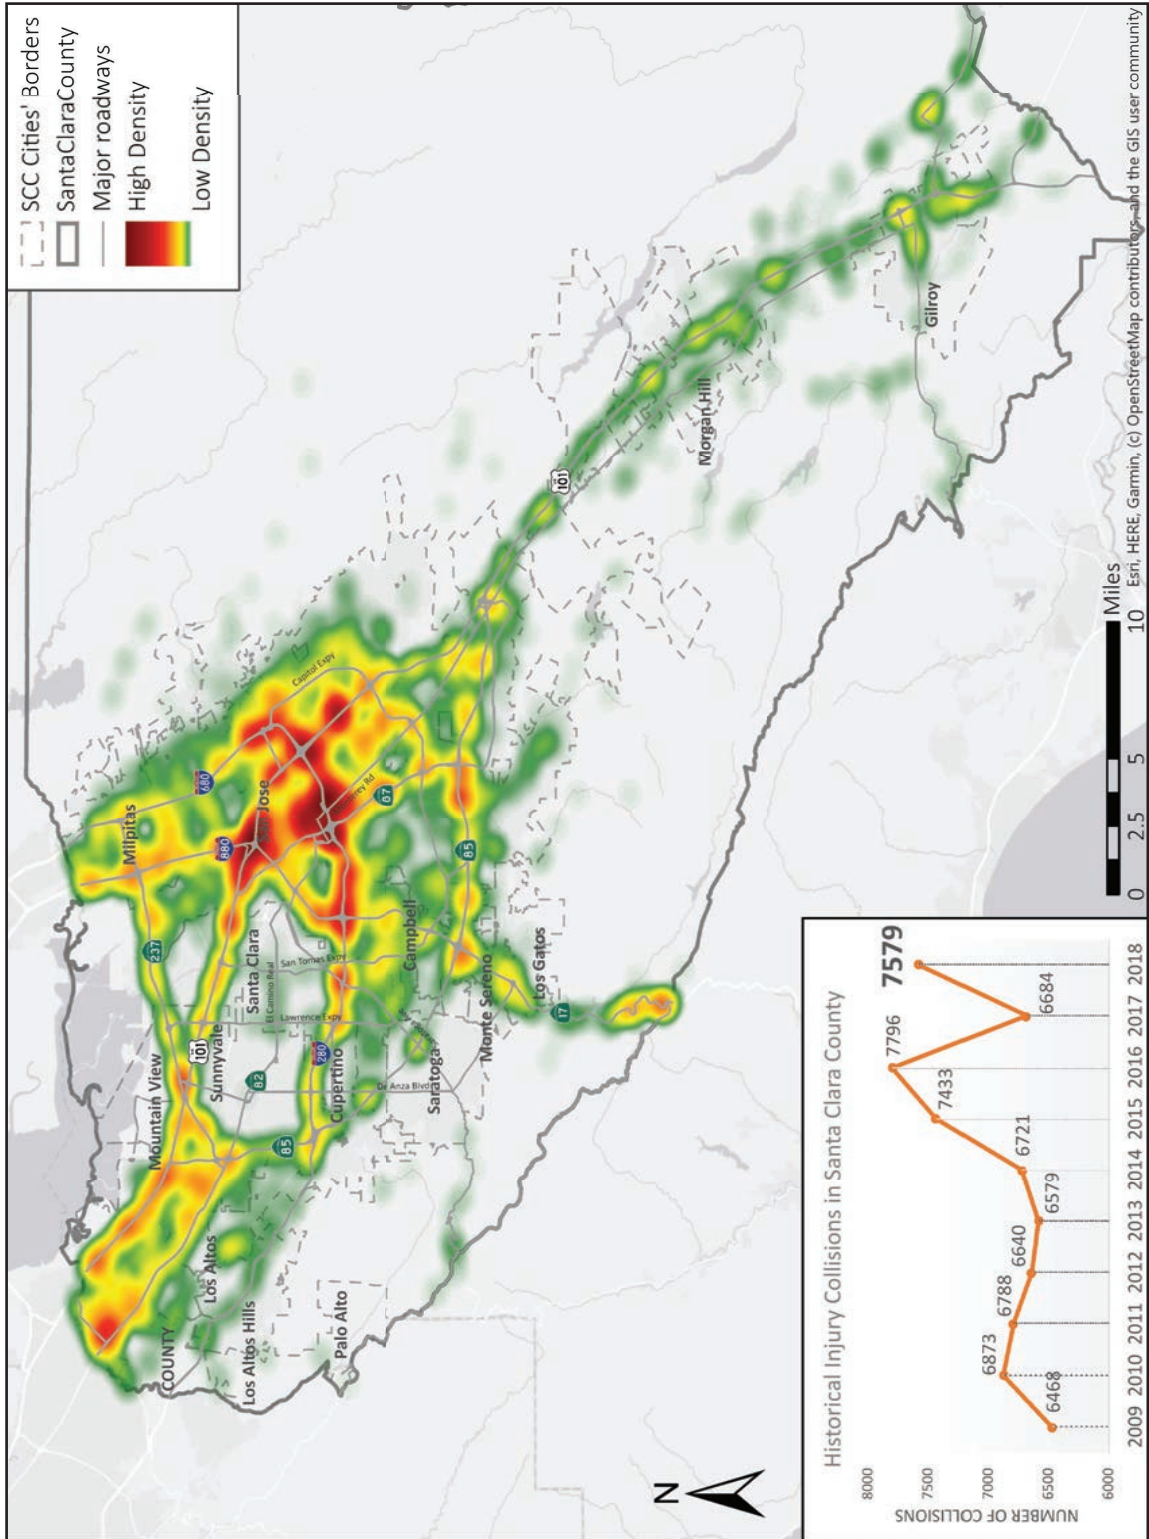 SCC Cities' Borders
SantaClaraCounty
Major roadways
High Density
Low Density
Milpitas
680
Capitol Expy
880
San Jose
237
Monterey Rd
87
101
Mountain View
Sunnyvale
Santa Clara
El Camino Real
San Tomas Expy
Lawrence Expy
82
280
Cupertino
85
Campbell
85
De Anza Blvd
Saratoga
Monte Sereno
Los Gatos
17
COUNTY
Los Altos
Los Altos Hills
Palo Alto
101
Morgan Hill
Gilroy
N
0 2.5 5 10
Miles
Esri, HERE, Garmin, (c) OpenStreetMap contributors, and the GIS user community
Historical Injury Collisions in Santa Clara County
NUMBER OF COLLISIONS
8000
7500
7000
6500
6000
6468
6873
6788
6640
6579
6721
7433
7796
6684
7579
2009 2010 2011 2012 2013 2014 2015 2016 2017 2018